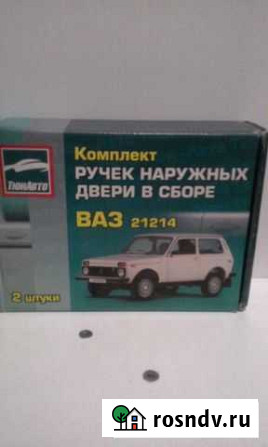 Комплект
РУЧЕК НАРУЖНЫХ
ДВЕРИ В СБОРЕ
ТюнАвто
ВАЗ 21214
2 штуки
rosndv.ru